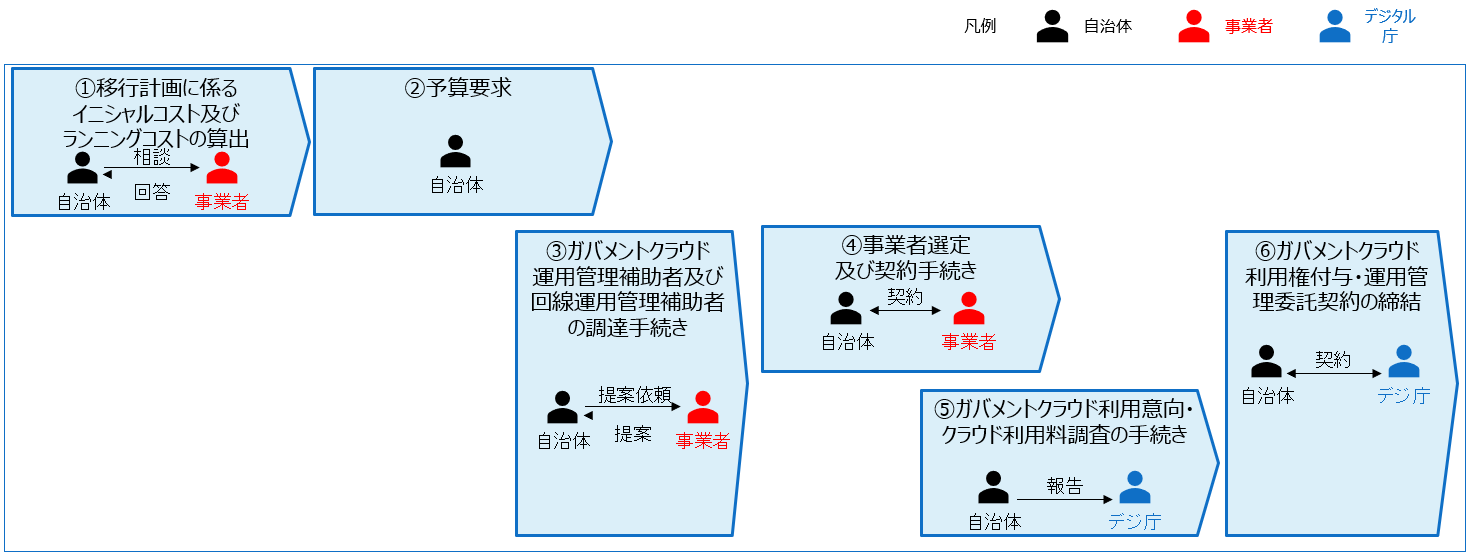 凡例
自治体
事業者
デジタル
庁
①移行計画に係る
イニシャルコスト及び
ランニングコストの算出
相談
回答
自治体
事業者
②予算要求
自治体
③ガバメントクラウド
運用管理補助者及び
回線運用管理補助者
の調達手続き
提案依頼
提案
自治体
事業者
④事業者選定
及び契約手続き
契約
自治体
事業者
⑤ガバメントクラウド利用意向・
クラウド利用料調査の手続き
報告
自治体
デジ庁
⑥ガバメントクラウド
利用権付与・運用管
理委託契約の締結
契約
自治体
デジ庁